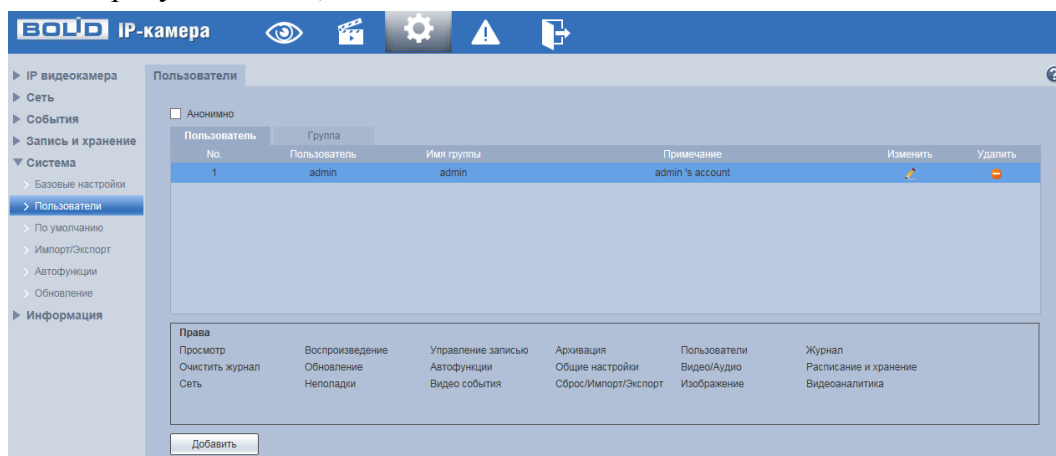 BOLID IP-камера
IP видеокамера
Сеть
События
Запись и хранение
Система
Базовые настройки
Пользователи
По умолчанию
Импорт/Экспорт
Автофункции
Обновление
Информация
Пользователи
Анонимно
Пользователь Группа
No. Пользователь Имя группы Примечание Изменить Удалить
1 admin admin admin 's account
Права
Просмотр Воспроизведение Управление записью Архивация Пользователи Журнал
Очистить журнал Обновление Автофункции Общие настройки Видео/Аудио Расписание и хранение
Сеть Неполадки Видео события Сброс/Импорт/Экспорт Изображение Видеоаналитика
Добавить